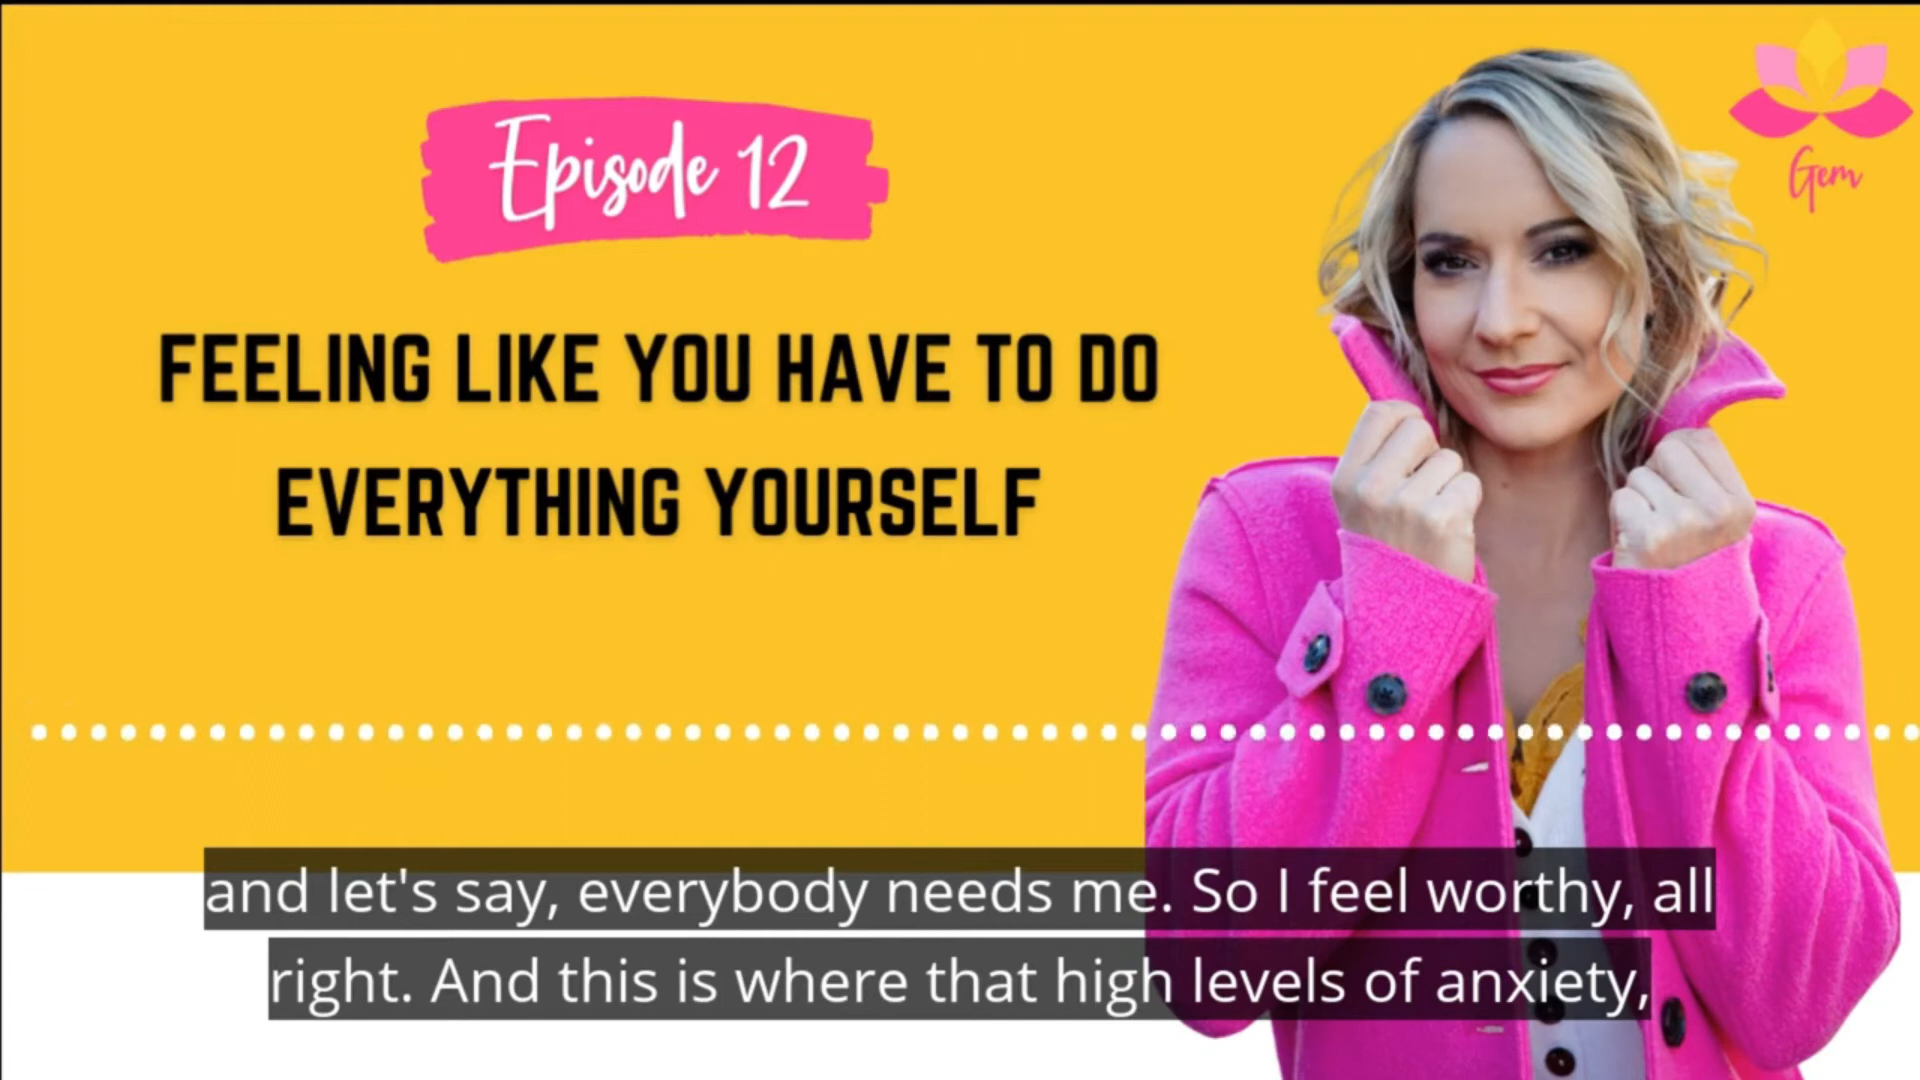 Episode 12
Gem
FEELING LIKE YOU HAVE TO DO
EVERYTHING YOURSELF
and let's say, everybody needs me. So I feel worthy, all
right. And this is where that high levels of anxiety,